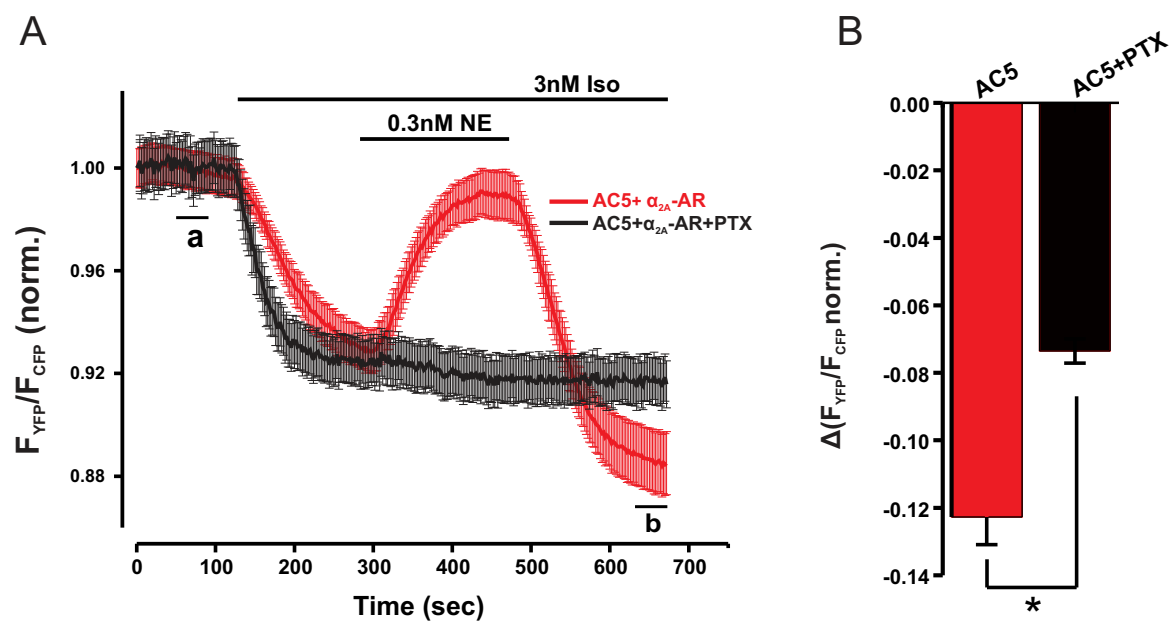 A
3nM Iso
0.3nM NE
AC5+ α2A-AR
AC5+α2A-AR+PTX
a
b
FYFP/FCFP (norm.)
1.00
0.96
0.92
0.88
0
100
200
300
400
500
600
700
Time (sec)
B
AC5
AC5+PTX
Δ(FYFP/FCFP norm.)
0.00
-0.02
-0.04
-0.06
-0.08
-0.10
-0.12
-0.14
*